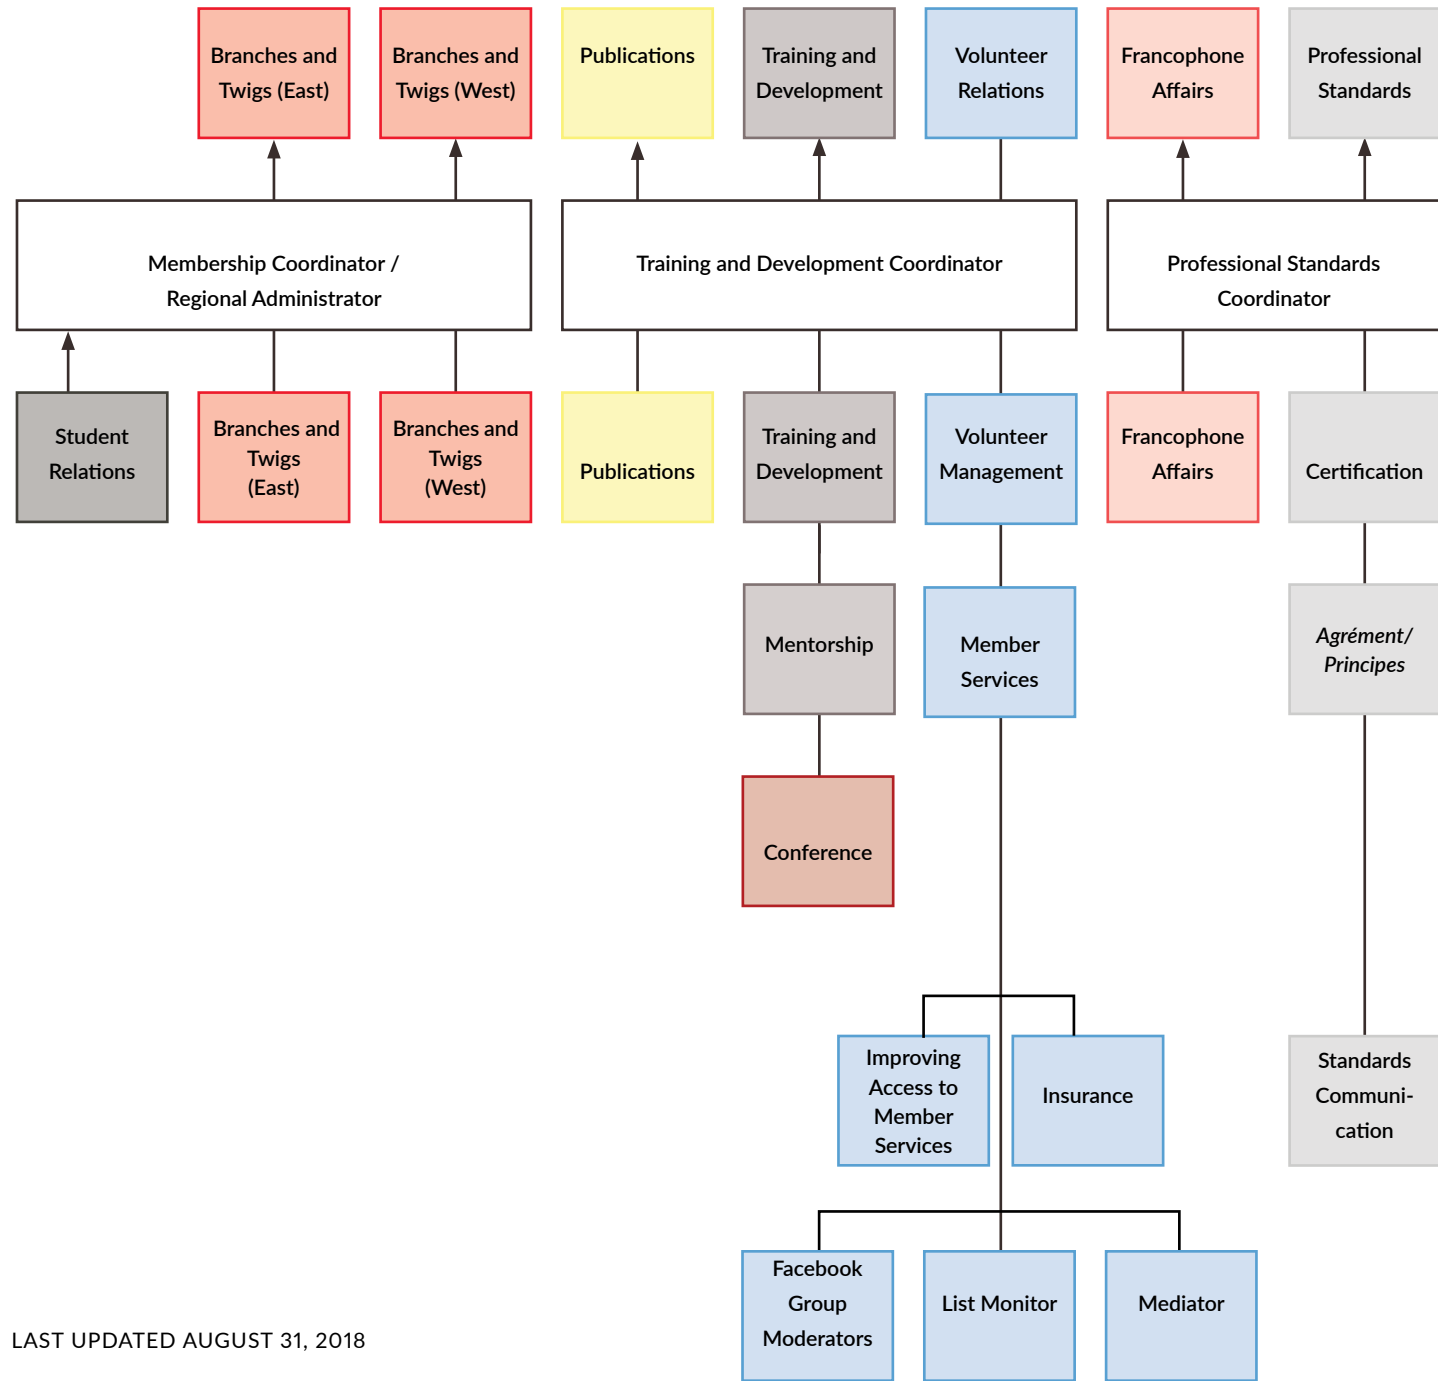 Branches and
Twigs (East)
Branches and
Twigs (West)
Publications
Training and
Development
Volunteer
Relations
Francophone
Affairs
Professional
Standards
Membership Coordinator /
Regional Administrator
Training and Development Coordinator
Professional Standards
Coordinator
Student
Relations
Branches and
Twigs
(East)
Branches and
Twigs
(West)
Publications
Training and
Development
Volunteer
Management
Francophone
Affairs
Certification
Mentorship
Member
Services
Agrément/
Principes
Conference
Improving
Access to
Member
Services
Insurance
Standards
Communi-
cation
Facebook
Group
Moderators
List Monitor
Mediator
LAST UPDATED AUGUST 31, 2018